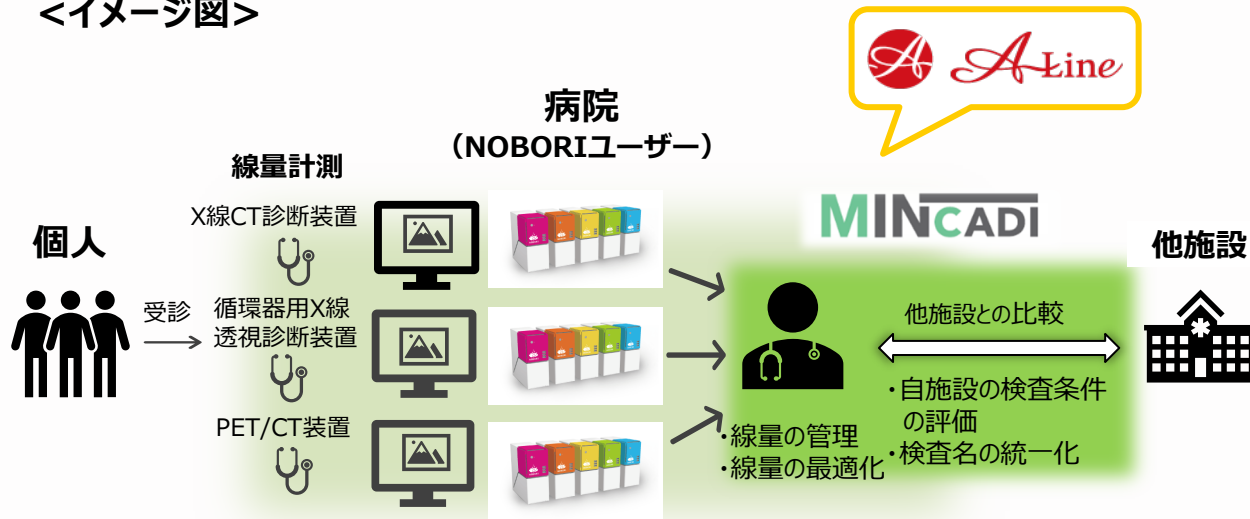 <イメージ図>
A-Line
病院
（NOBORIユーザー）
線量計測
X線CT診断装置
MINCADI
個人
他施設
受診
循環器用X線
透視診断装置
他施設との比較
・自施設の検査条件
の評価
・検査名の統一化
PET/CT装置
・線量の管理
・線量の最適化